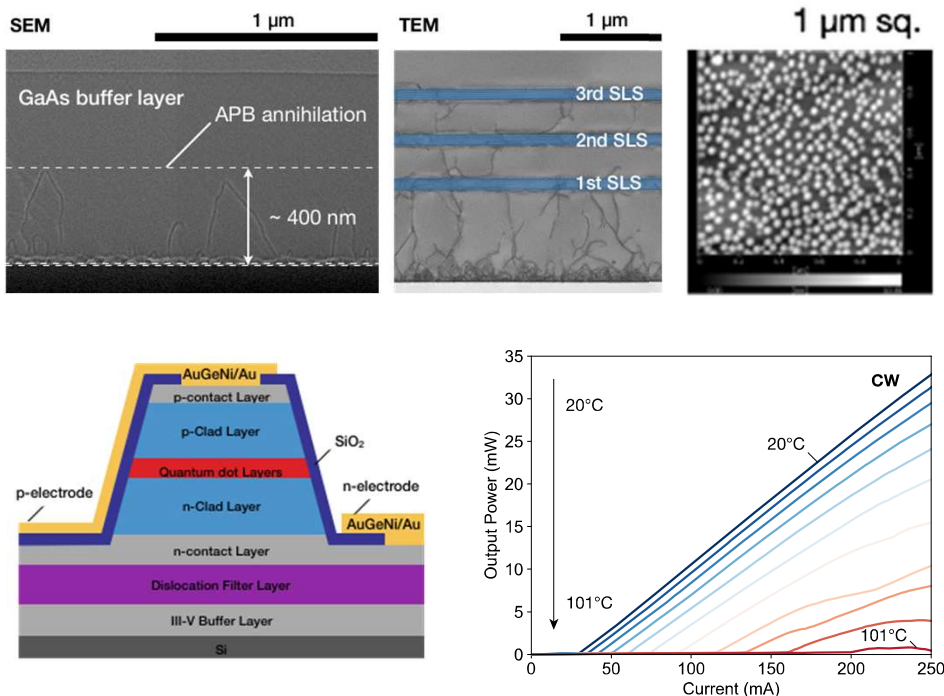 SEM
1 μm
GaAs buffer layer
APB annihilation
~ 400 nm
TEM
1 μm
3rd SLS
2nd SLS
1st SLS
1 μm sq.
AuGeNi/Au
p-contact Layer
p-Clad Layer
SiO₂
Quantum dot Layers
p-electrode
n-electrode
n-Clad Layer
AuGeNi/Au
n-contact Layer
Dislocation Filter Layer
III-V Buffer Layer
Si
Output Power (mW)
35
30
25
20
15
10
5
0
CW
20°C
20°C
101°C
101°C
0
50
100
150
200
250
Current (mA)